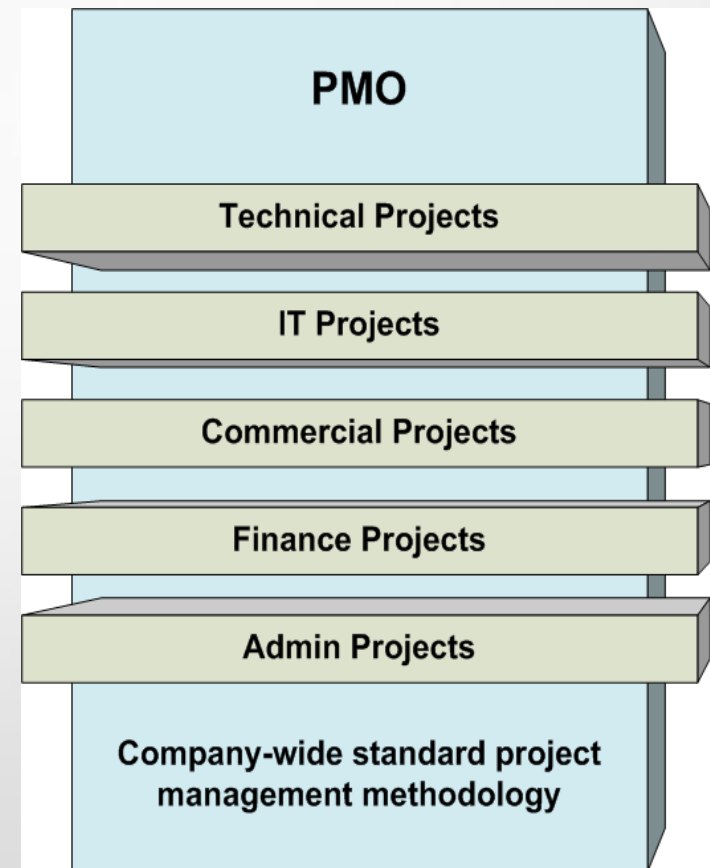 PMO
Technical Projects
IT Projects
Commercial Projects
Finance Projects
Admin Projects
Company-wide standard project
management methodology